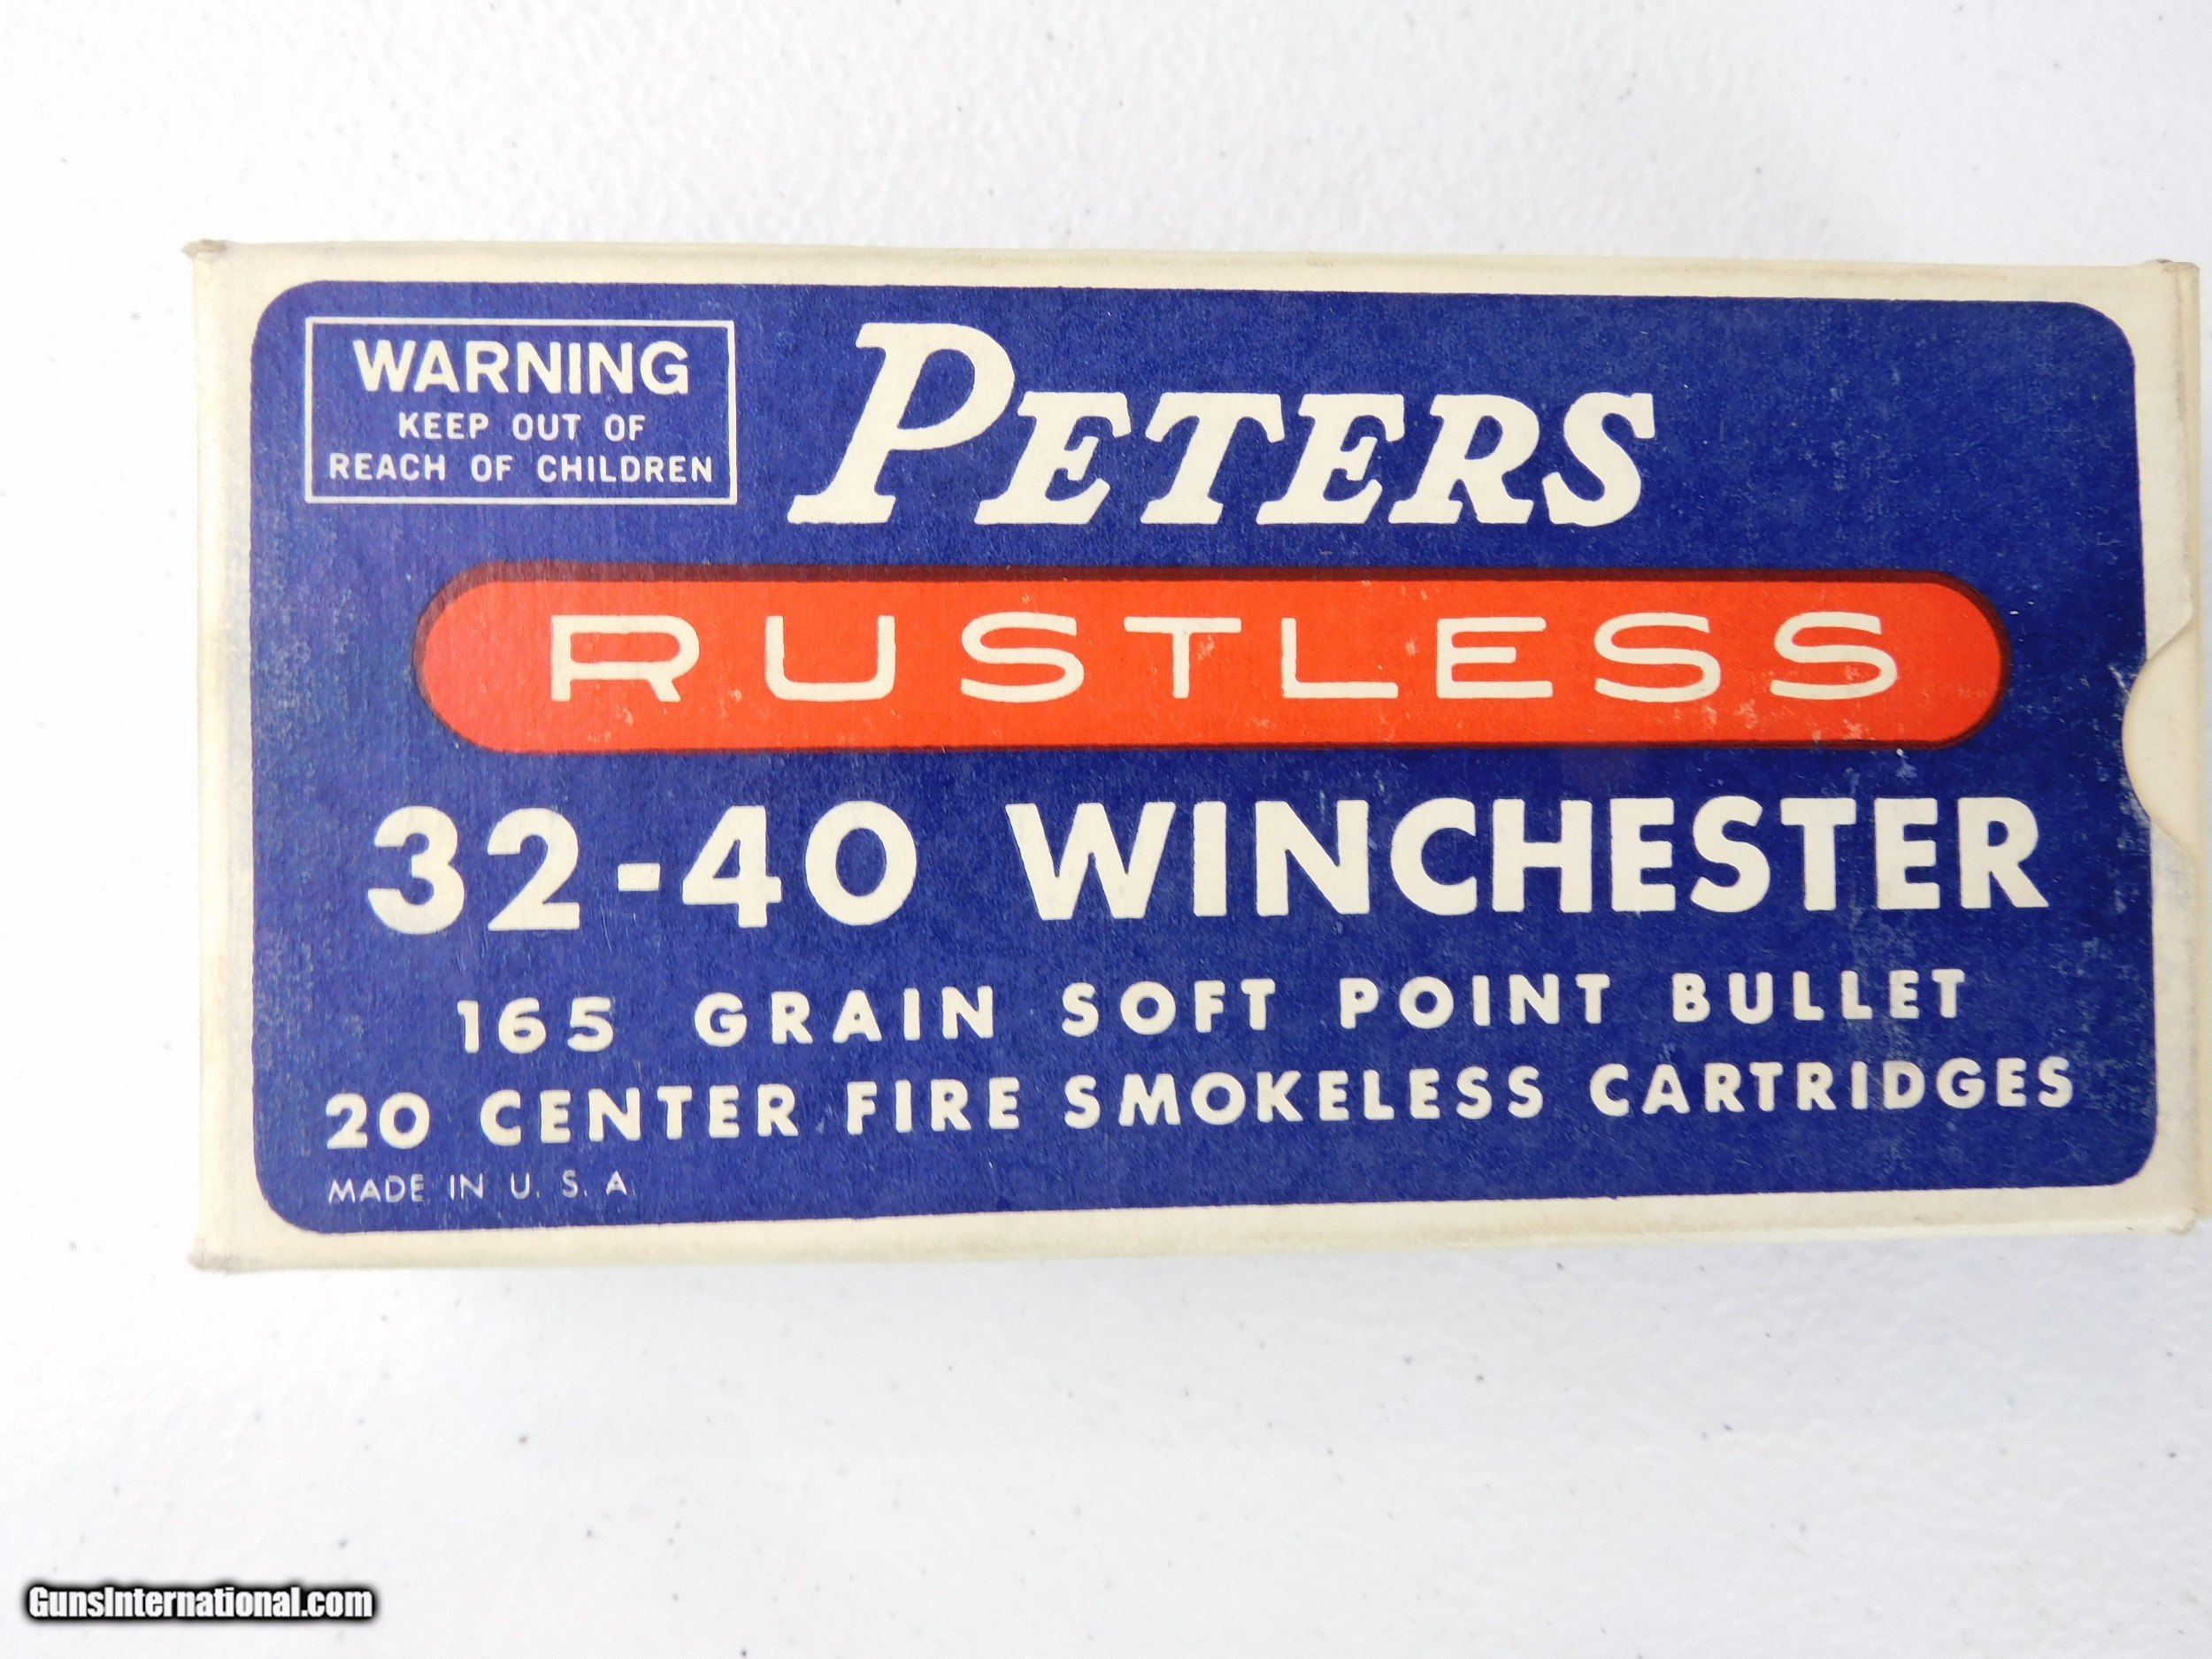 WARNING
KEEP OUT OF
REACH OF CHILDREN
PETERS
RUSTLESS
32-40 WINCHESTER
165 GRAIN SOFT POINT BULLET
20 CENTER FIRE SMOKELESS CARTRIDGES
MADE IN U. S. A.
GunsInternational.com